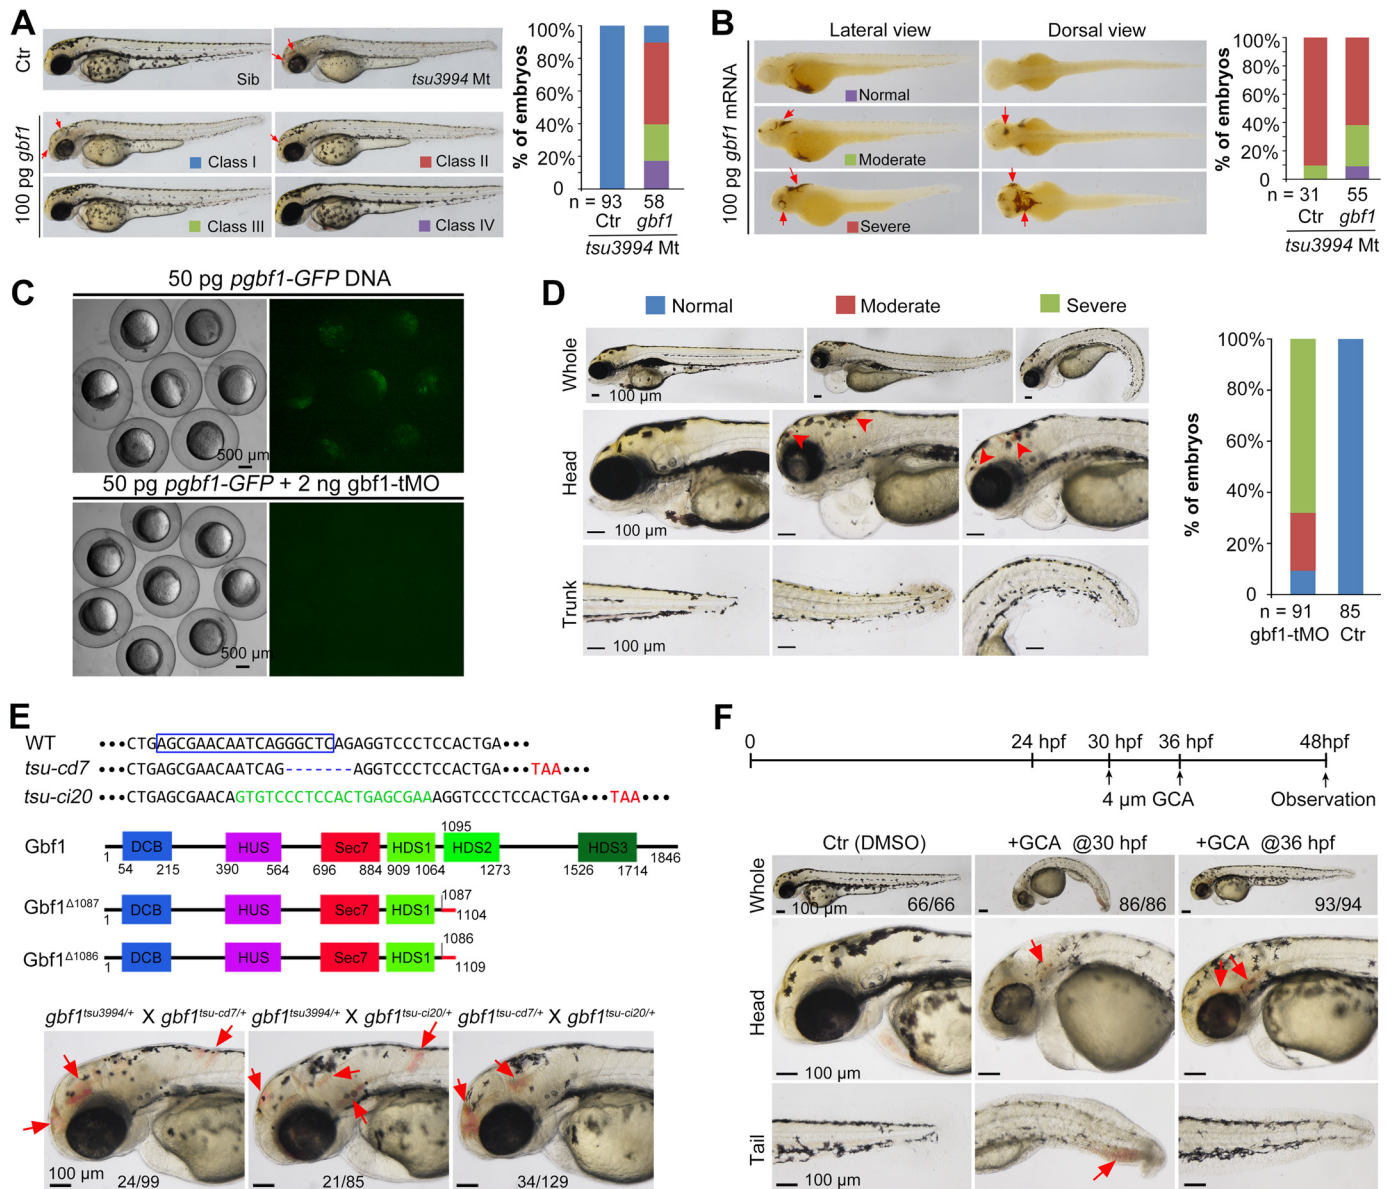 A
Ctr
Sib
tsu3994 Mt
100 pg gbf1
Class I
Class II
Class III
Class IV
% of embryos
100%
80%
60%
40%
20%
0
n = 93 58
Ctr gbf1
tsu3994 Mt
B
Lateral view Dorsal view
100 pg gbf1 mRNA
Normal
Moderate
Severe
% of embryos
100%
80%
60%
40%
20%
0
n = 31 55
Ctr gbf1
tsu3994 Mt
C
50 pg pgbf1-GFP DNA
500 µm
50 pg pgbf1-GFP + 2 ng gbf1-tMO
500 µm
D
Normal Moderate Severe
Whole
100 µm
Head
100 µm
Trunk
100 µm
% of embryos
100%
80%
60%
40%
20%
0
n = 91 85
gbf1-tMO Ctr
E
WT •••CTGAGCGAACAATCAGGGCTCAGAGGTCCCTCCACTGA•••
tsu-cd7 •••CTGAGCGAACAATCAG-------AGGTCCCTCCACTGA•••TAA•••
tsu-ci20 •••CTGAGCGAACAGTGTCCCTCCACTGAGCGAAAGGTCCCTCCACTGA•••TAA•••
Gbf1 DCB HUS Sec7 HDS1 HDS2 HDS3
1095
1 54 215 390 564 696 884 909 1064 1273 1526 1714 1846
Gbf1Δ1087 DCB HUS Sec7 HDS1
1087
1 1104
Gbf1Δ1086 DCB HUS Sec7 HDS1
1086
1 1109
gbf1tsu3994/+ X gbf1tsu-cd7/+
gbf1tsu3994/+ X gbf1tsu-ci20/+
gbf1tsu-cd7/+ X gbf1tsu-ci20/+
100 µm
24/99
21/85
34/129
F
0 24 hpf 30 hpf 36 hpf 48hpf
4 µm GCA Observation
Ctr (DMSO) +GCA @30 hpf +GCA @36 hpf
Whole
100 µm
66/66
86/86
93/94
Head
100 µm
Tail
100 µm